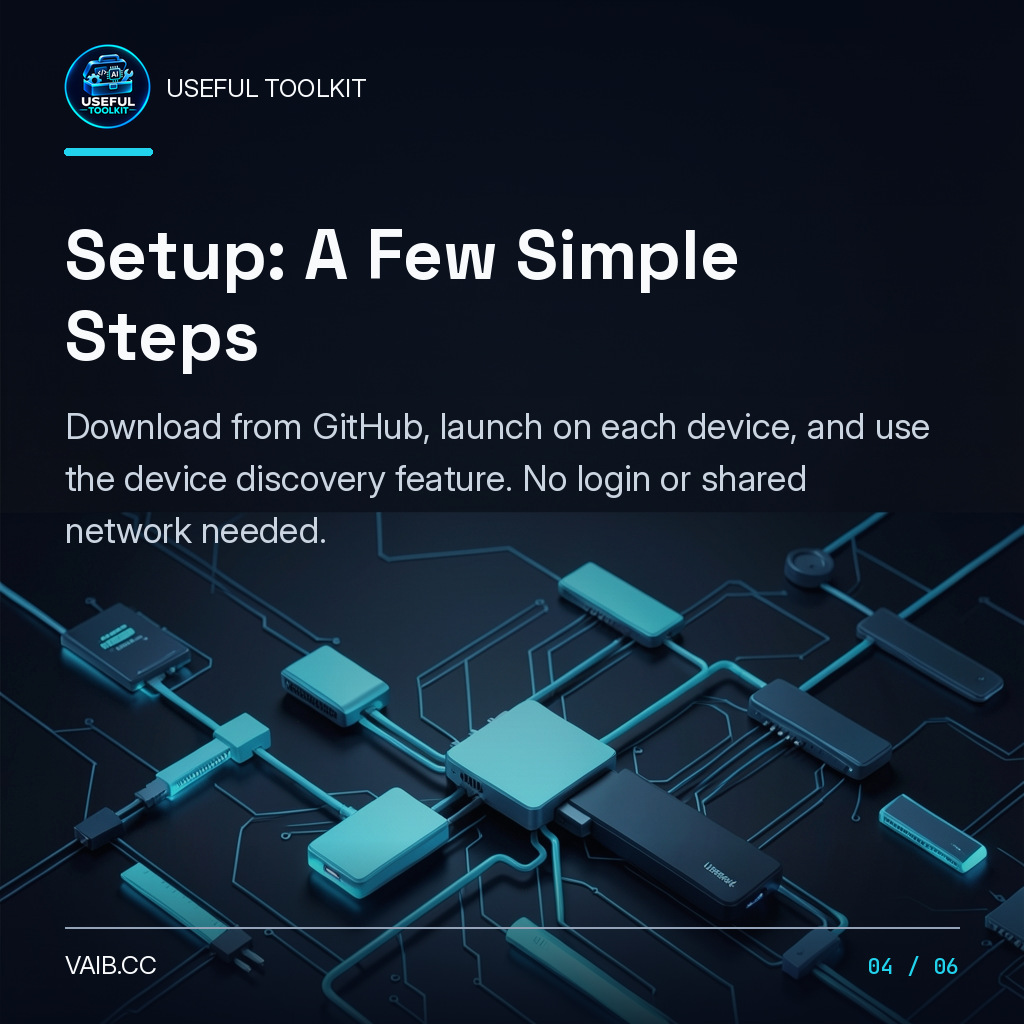 AI
USEFUL
TOOLKIT
USEFUL TOOLKIT
Setup: A Few Simple
Steps
Download from GitHub, launch on each device, and use
the device discovery feature. No login or shared
network needed.
VAIB.CC
04 / 06